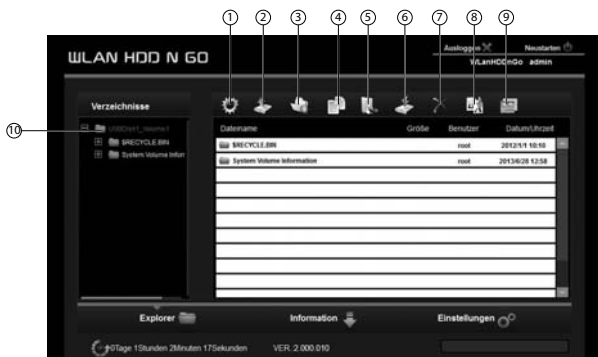 1 2 3 4 5 6 7 8 9
WLAN HDD N GO
Ausloggen Neustarten
WLanHDDnGo admin
Verzeichnisse
10
USBDisk1_Volume1
$RECYCLE.BIN
System Volume Infor
Dateiname Größe Benutzer Datum/Uhrzeit
$RECYCLE.BIN root 2012/1/1 10:10
System Volume Information root 2013/6/28 12:58
Explorer Information Einstellungen
0Tage 1Stunden 2Minuten 17Sekunden VER.:2.000.010